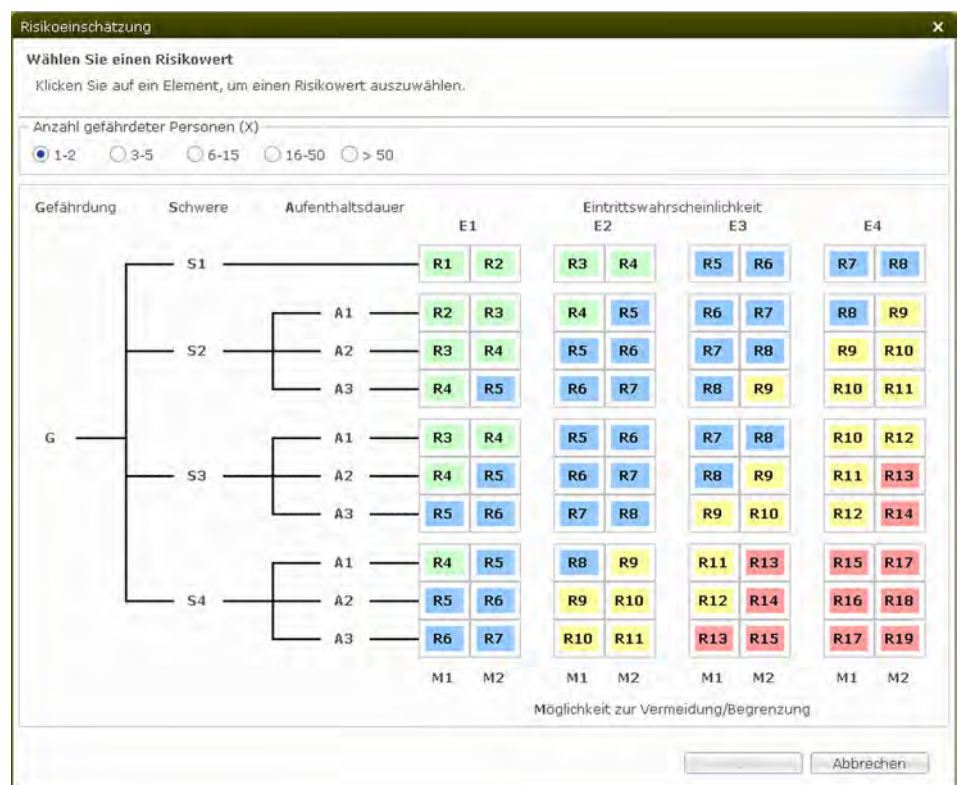 Risikoeinschätzung x
Wählen Sie einen Risikowert
Klicken Sie auf ein Element, um einen Risikowert auszuwählen.
Anzahl gefährdeter Personen (X)
1-2 3-5 6-15 16-50 > 50
Gefährdung Schwere Aufenthaltsdauer Eintrittswahrscheinlichkeit
E1 E2 E3 E4
S1 R1 R2 R3 R4 R5 R6 R7 R8
A1 R2 R3 R4 R5 R6 R7 R8 R9
S2 A2 R3 R4 R5 R6 R7 R8 R9 R10
A3 R4 R5 R6 R7 R8 R9 R10 R11
G A1 R3 R4 R5 R6 R7 R8 R10 R12
S3 A2 R4 R5 R6 R7 R8 R9 R11 R13
A3 R5 R6 R7 R8 R9 R10 R12 R14
A1 R4 R5 R8 R9 R11 R13 R15 R17
S4 A2 R5 R6 R9 R10 R12 R14 R16 R18
A3 R6 R7 R10 R11 R13 R15 R17 R19
M1 M2 M1 M2 M1 M2 M1 M2
Möglichkeit zur Vermeidung/Begrenzung
Abbrechen